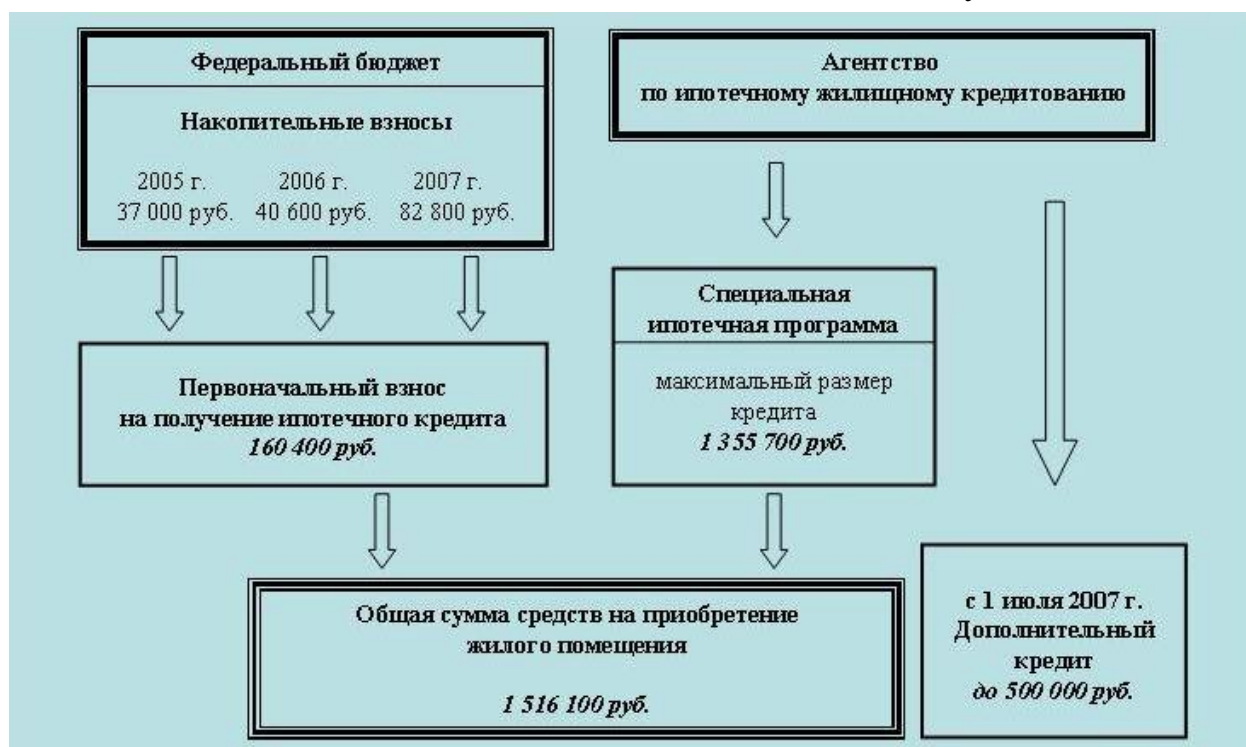 Федеральный бюджет
Накопительные взносы
2005 г. 2006 г. 2007 г.
37 000 руб. 40 600 руб. 82 800 руб.
Агентство
по ипотечному жилищному кредитованию
Первоначальный взнос
на получение ипотечного кредита
160 400 руб.
Специальная
ипотечная программа
максимальный размер
кредита
1 355 700 руб.
Общая сумма средств на приобретение
жилого помещения
1 516 100 руб.
с 1 июля 2007 г.
Дополнительный
кредит
до 500 000 руб.